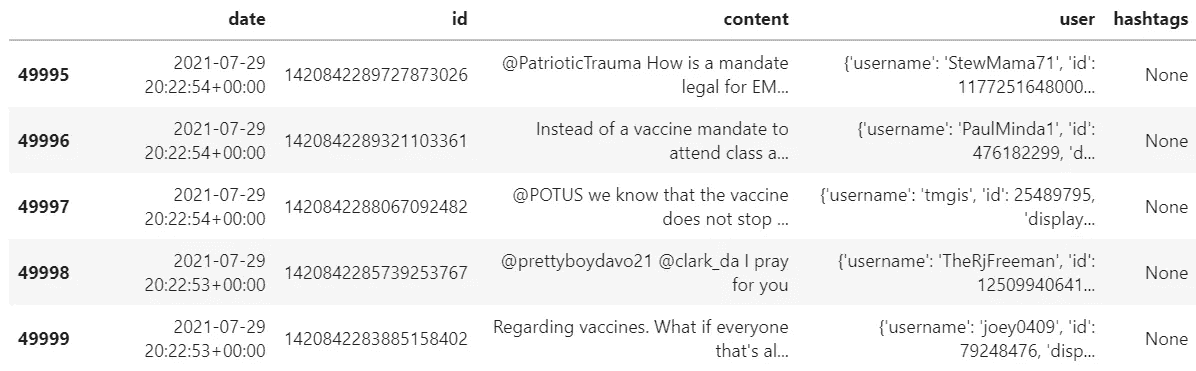 date id content user hashtags
49995 2021-07-29 20:22:54+00:00 1420842289727873026 @PatrioticTrauma How is a mandate legal for EM... {'username': 'StewMama71', 'id': 1177251648000... None
49996 2021-07-29 20:22:54+00:00 1420842289321103361 Instead of a vaccine mandate to attend class a... {'username': 'PaulMinda1', 'id': 476182299, 'd... None
49997 2021-07-29 20:22:54+00:00 1420842288067092482 @POTUS we know that the vaccine does not stop ... {'username': 'tmgis', 'id': 25489795, 'display... None
49998 2021-07-29 20:22:53+00:00 1420842285739253767 @prettyboydavo21 @clark_da I pray for you {'username': 'TheRjFreeman', 'id': 12509940641... None
49999 2021-07-29 20:22:53+00:00 1420842283885158402 Regarding vaccines. What if everyone that's al... {'username': 'joey0409', 'id': 79248476, 'disp... None